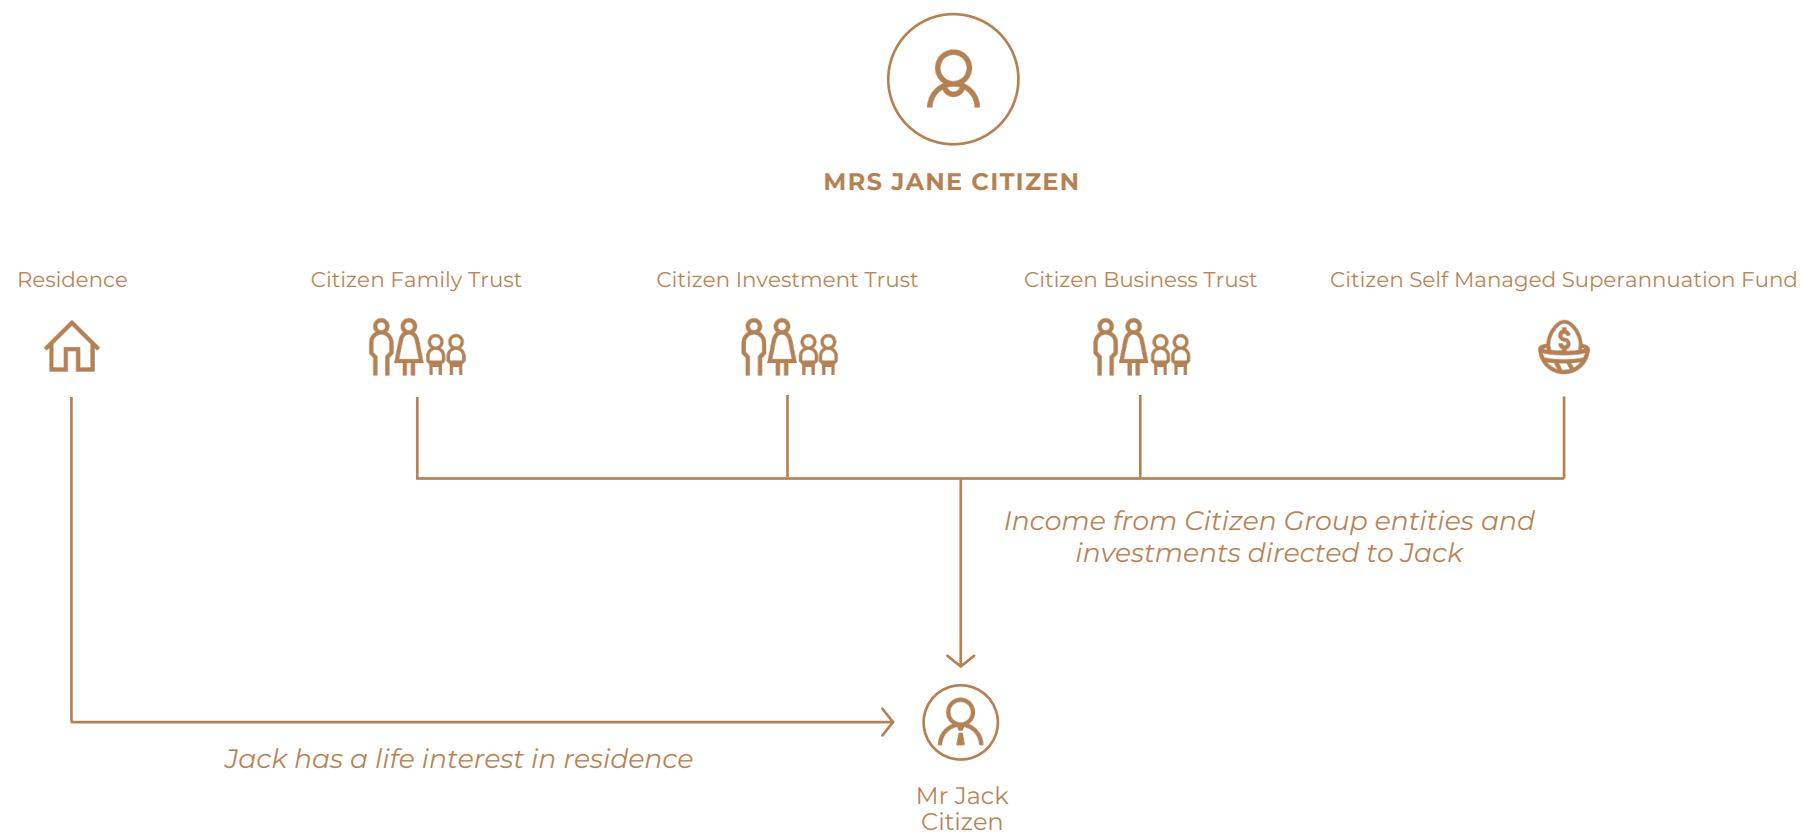 MRS JANE CITIZEN
Residence
Citizen Family Trust
Citizen Investment Trust
Citizen Business Trust
Citizen Self Managed Superannuation Fund
$
Income from Citizen Group entities and
investments directed to Jack
Jack has a life interest in residence
Mr Jack
Citizen